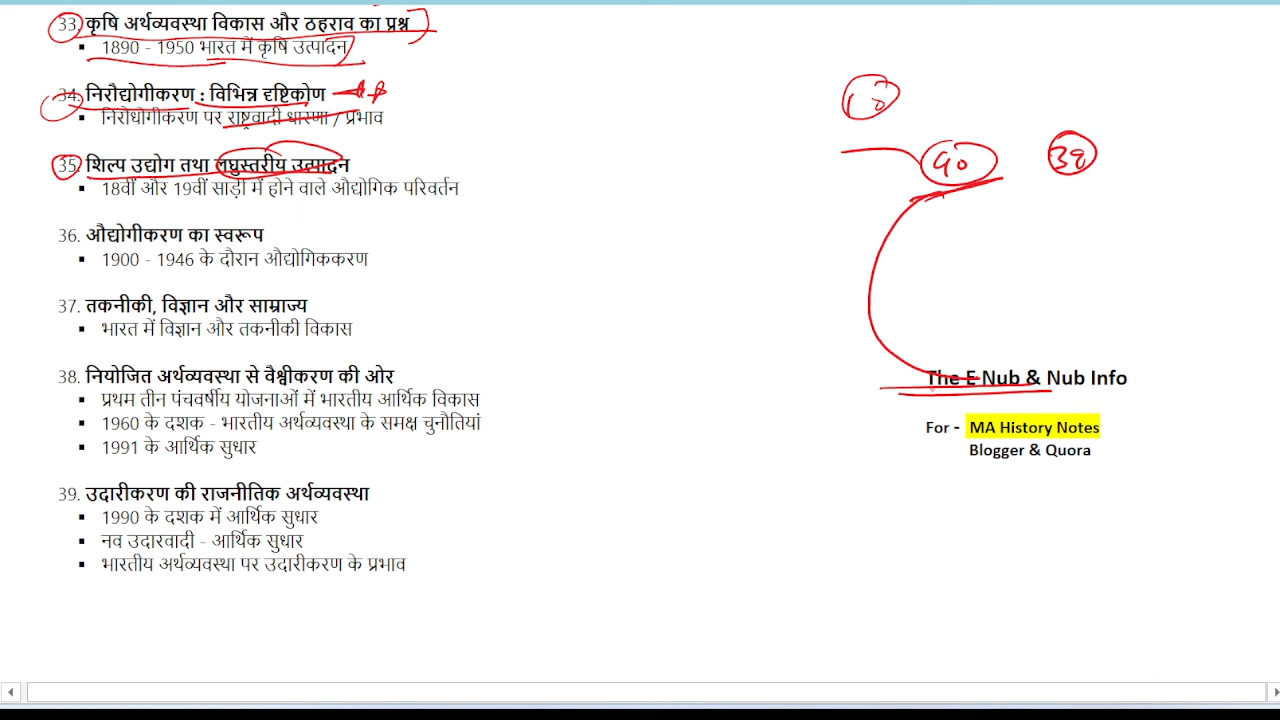 33. कृषि अर्थव्यवस्था विकास और ठहराव का प्रश्न
▪ 1890 - 1950 भारत में कृषि उत्पादन
34. निरौद्योगीकरण : विभिन्न दृष्टिकोण
▪ निरोधोगीकरण पर राष्ट्रवादी धारणा / प्रभाव
35. शिल्प उद्योग तथा लघुस्तरीय उत्पादन
▪ 18वीं और 19वीं साड़ी में होने वाले औद्योगिक परिवर्तन
36. औद्योगीकरण का स्वरूप
▪ 1900 - 1946 के दौरान औद्योगिककरण
37. तकनीकी, विज्ञान और साम्राज्य
▪ भारत में विज्ञान और तकनीकी विकास
38. नियोजित अर्थव्यवस्था से वैश्वीकरण की ओर
▪ प्रथम तीन पंचवर्षीय योजनाओं में भारतीय आर्थिक विकास
▪ 1960 के दशक - भारतीय अर्थव्यवस्था के समक्ष चुनौतियां
▪ 1991 के आर्थिक सुधार
39. उदारीकरण की राजनीतिक अर्थव्यवस्था
▪ 1990 के दशक में आर्थिक सुधार
▪ नव उदारवादी - आर्थिक सुधार
▪ भारतीय अर्थव्यवस्था पर उदारीकरण के प्रभाव
10
40
The E Nub & Nub Info
For - MA History Notes
Blogger & Quora